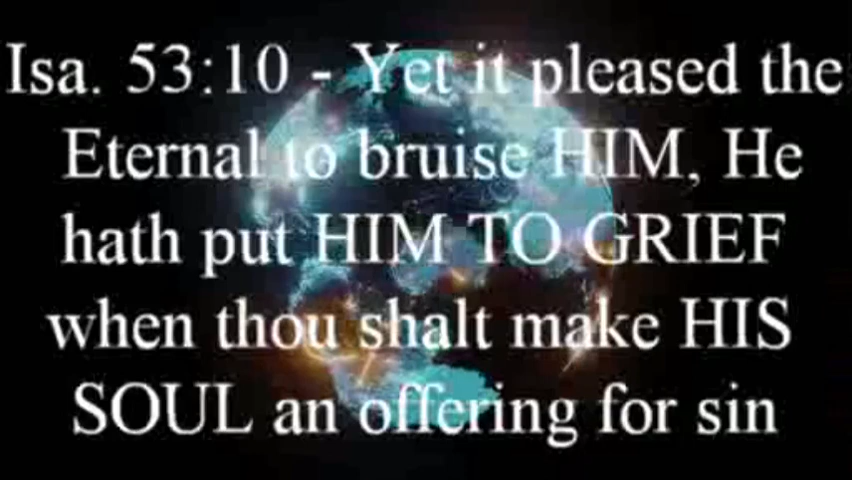 Isa. 53:10 - Yet it pleased the
Eternal to bruise HIM, He
hath put HIM TO GRIEF
when thou shalt make HIS
SOUL an offering for sin